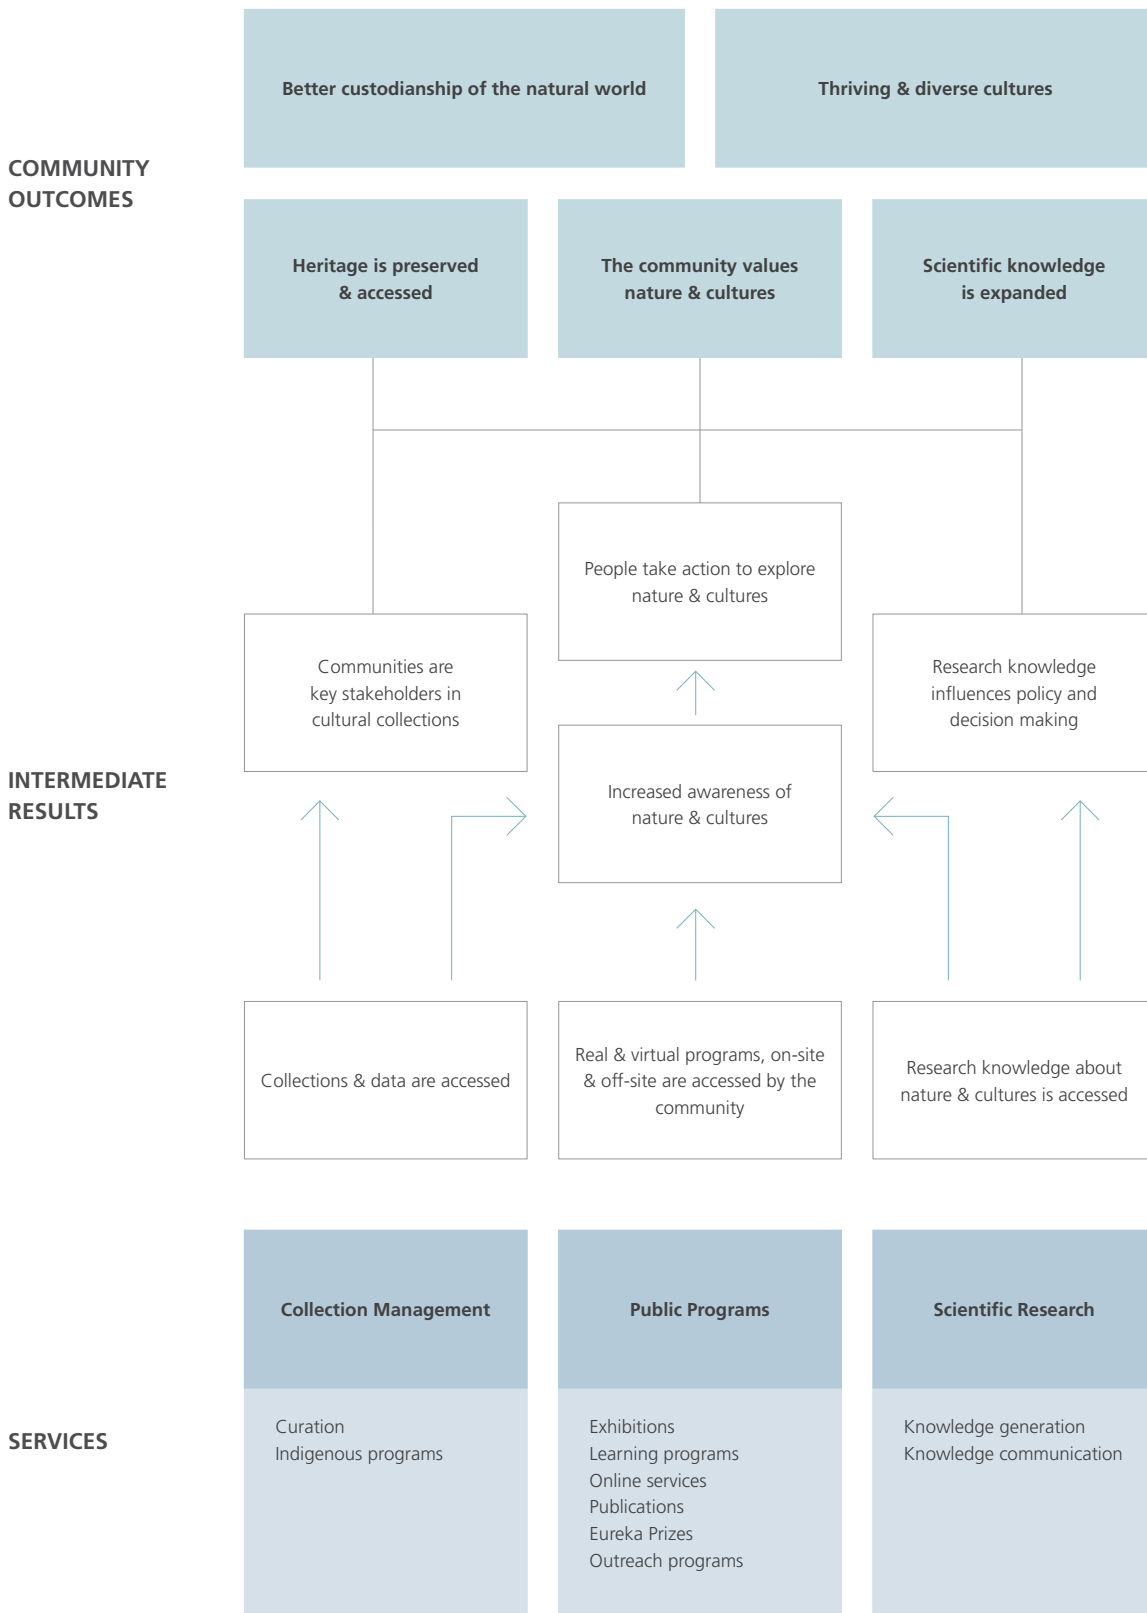 Better custodianship of the natural world
Thriving & diverse cultures
COMMUNITY
OUTCOMES
Heritage is preserved
& accessed
The community values
nature & cultures
Scientific knowledge
is expanded
People take action to explore
nature & cultures
Communities are
key stakeholders in
cultural collections
Research knowledge
influences policy and
decision making
INTERMEDIATE
RESULTS
Increased awareness of
nature & cultures
Collections & data are accessed
Real & virtual programs, on-site
& off-site are accessed by the
community
Research knowledge about
nature & cultures is accessed
Collection Management
Public Programs
Scientific Research
SERVICES
Curation
Indigenous programs
Exhibitions
Learning programs
Online services
Publications
Eureka Prizes
Outreach programs
Knowledge generation
Knowledge communication